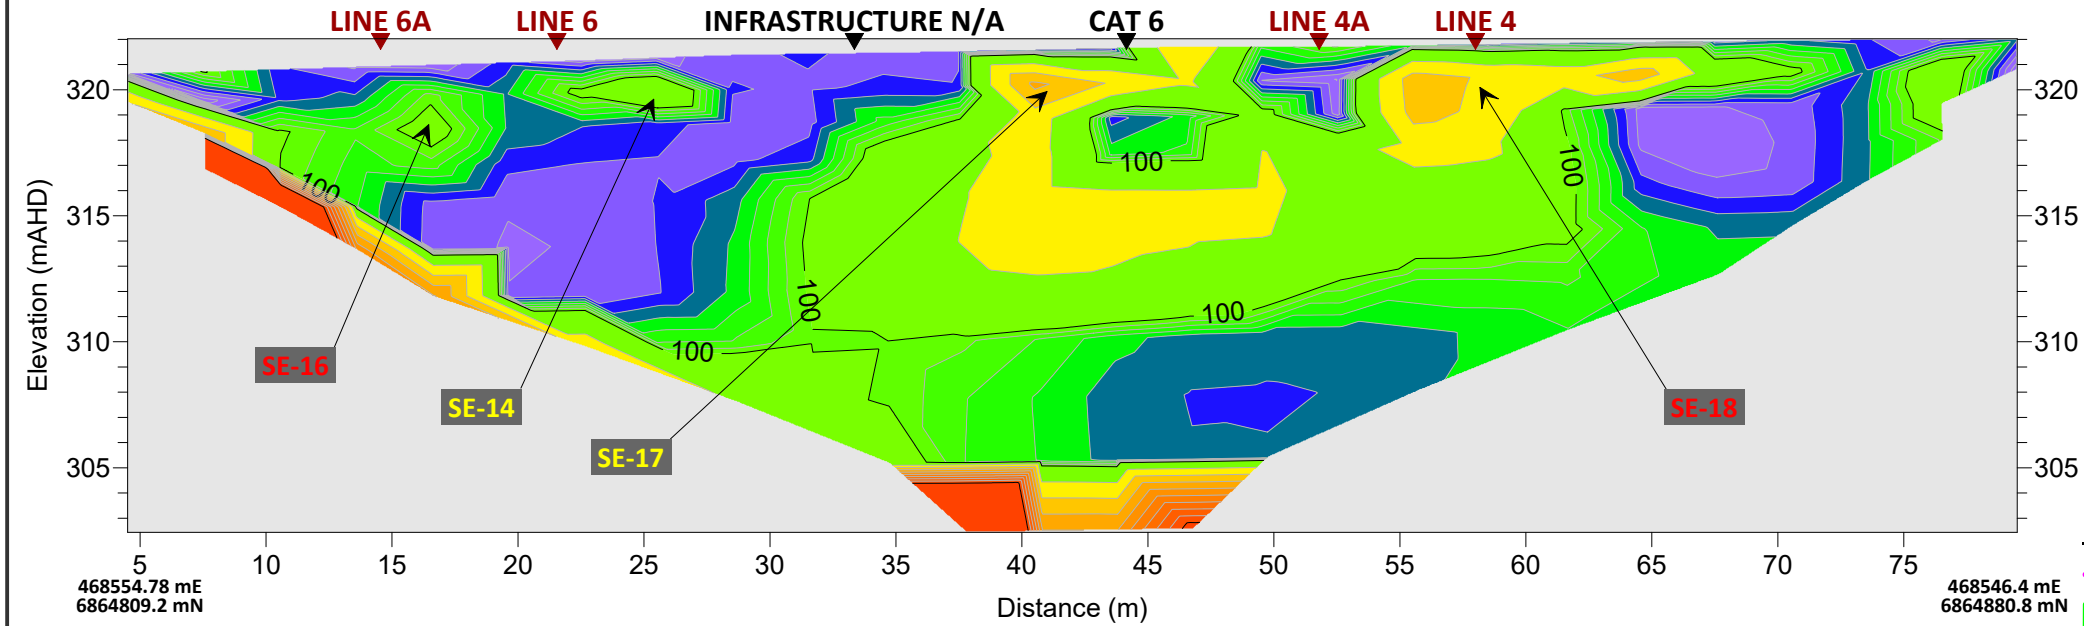 LINE 6A LINE 6 INFRASTRUCTURE N/A CAT 6 LINE 4A LINE 4
320 320
100 100 100
315 315
100 100
310 310
100
SE-16
SE-14 SE-18
SE-17
305 305
Elevation (mAHD)
5 10 15 20 25 30 35 40 45 50 55 60 65 70 75
468554.78 mE 468546.4 mE
6864809.2 mN Distance (m) 6864880.8 mN